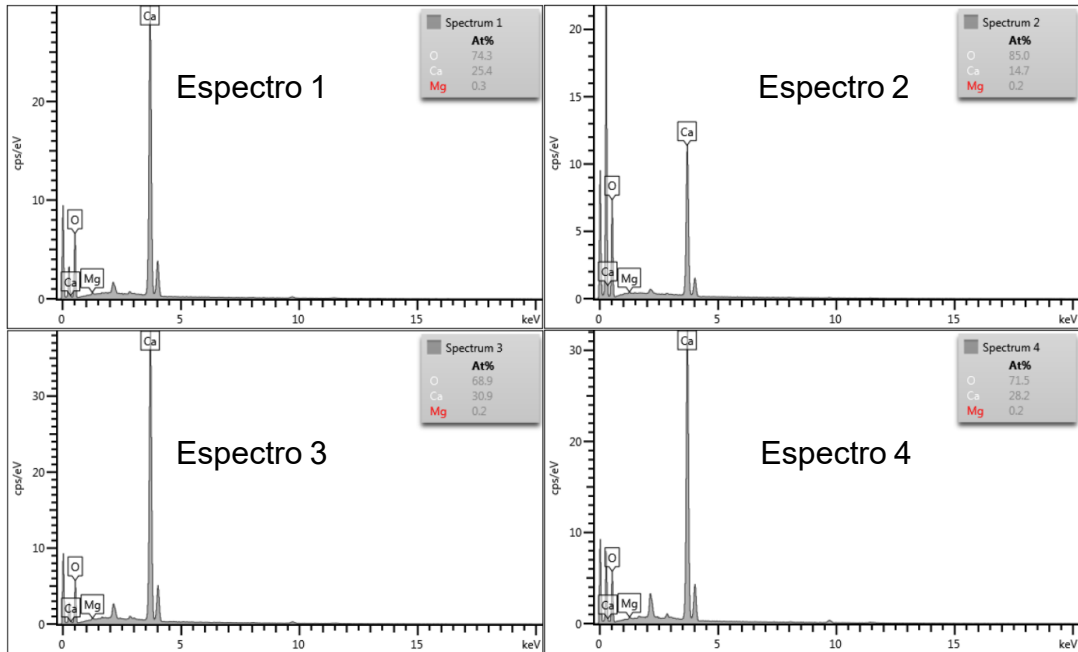 Ca
Spectrum 1
At%
O 74.3
Ca 25.4
Mg 0.3
Espectro 1
20
cps/eV
10
O
Ca
Mg
0
0 5 10 15 keV
Spectrum 2
At%
O 85.0
Ca 14.7
Mg 0.2
Espectro 2
20
15
cps/eV
Ca
10
O
5
Ca
Mg
0
0 5 10 15 keV
Ca
Spectrum 3
At%
O 68.9
Ca 30.9
Mg 0.2
30
Espectro 3
cps/eV
20
10
O
Ca
Mg
0
0 5 10 15 keV
30
Ca
Spectrum 4
At%
O 71.5
Ca 28.2
Mg 0.2
Espectro 4
20
cps/eV
10
O
Ca
Mg
0
0 5 10 15 keV